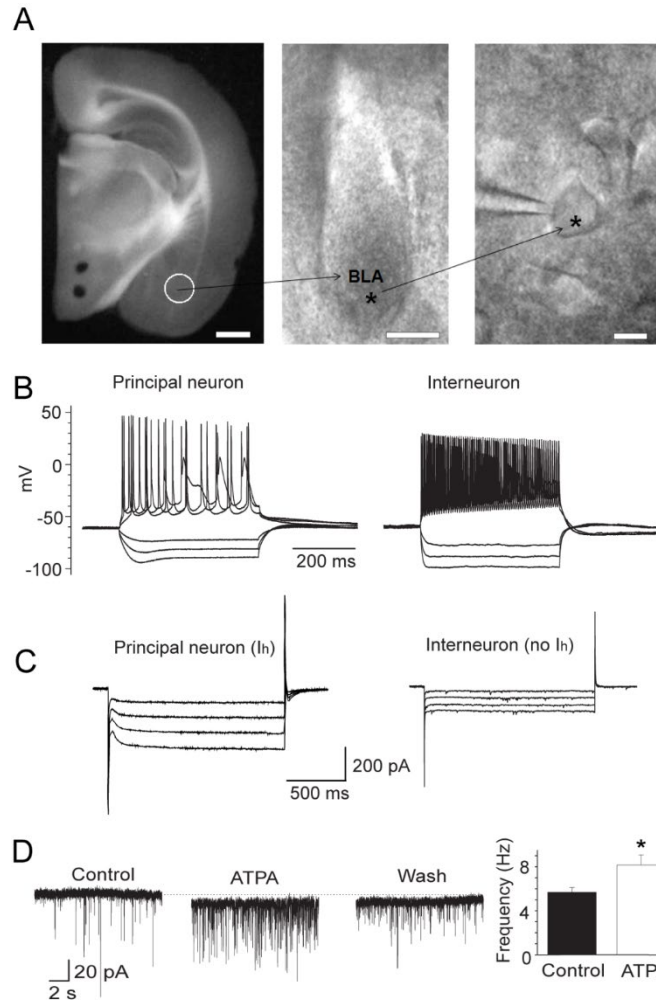 A
BLA
*
*
B
Principal neuron
Interneuron
50
0
-50
-100
mV
200 ms
C
Principal neuron (Ih)
Interneuron (no Ih)
200 pA
500 ms
D
Control
ATPA
Wash
20 pA
2 s
Frequency (Hz)
8
4
0
*
Control
ATP